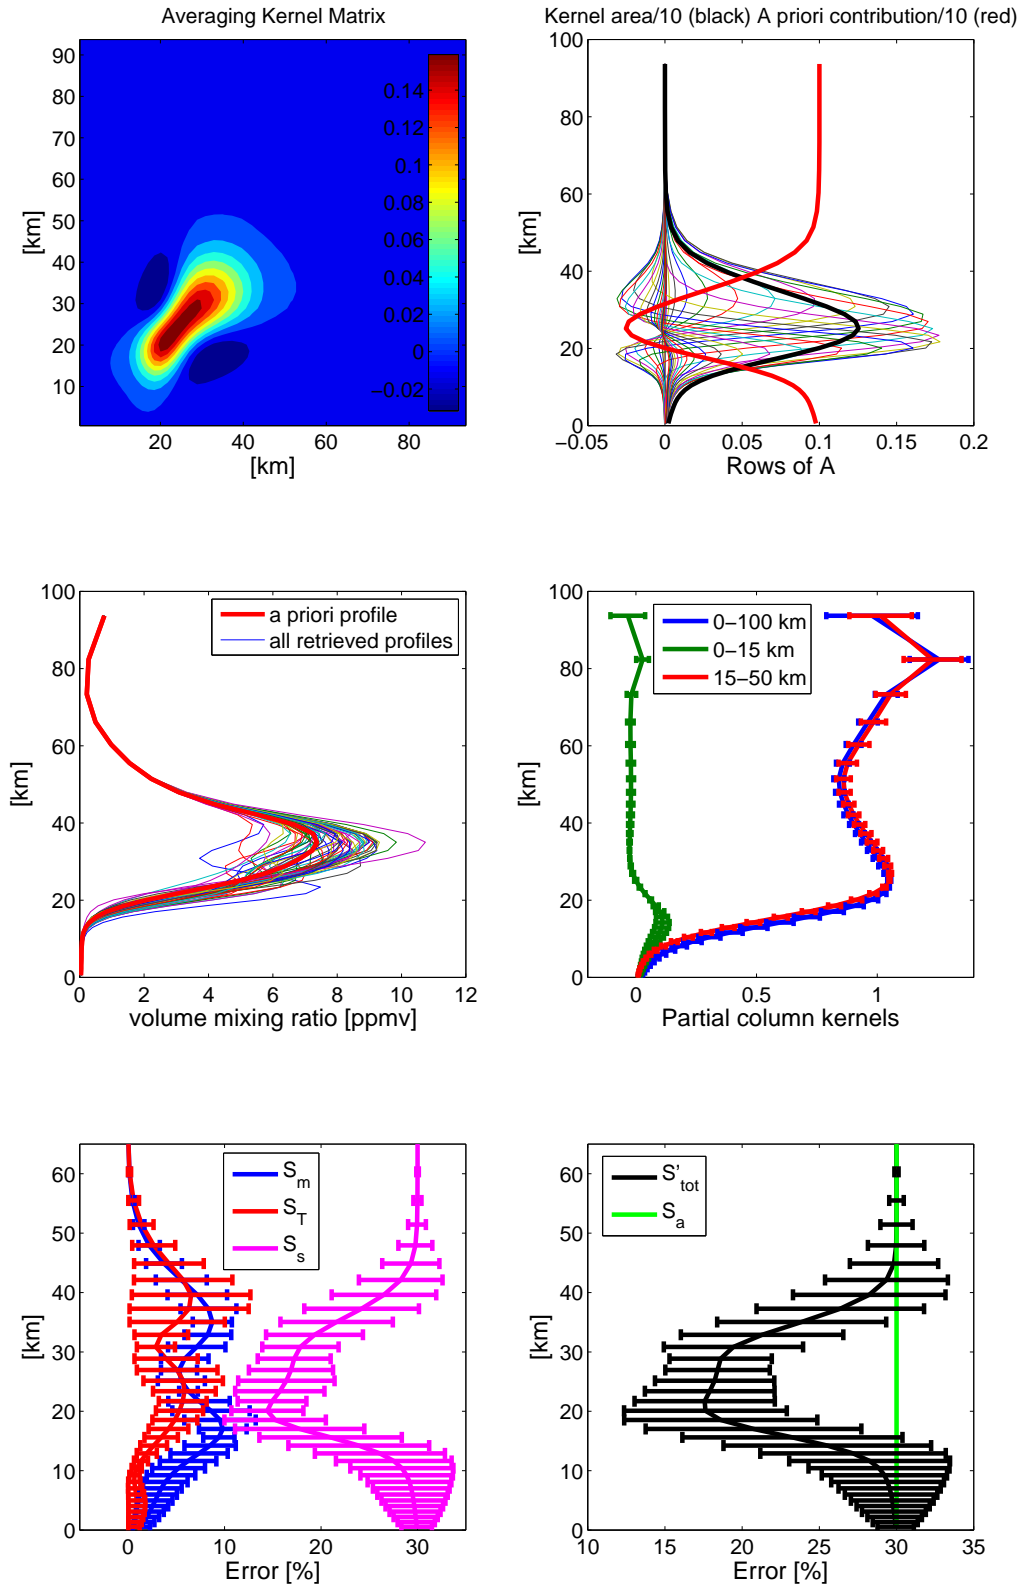 Averaging Kernel Matrix
90
80
70
60
50
40
30
20
10
[km]
20 40 60 80
[km]
0.14
0.1
0.08
0.06
0.04
0.02
0
−0.02
Kernel area/10 (black) A priori contribution/10 (red)
100
80
60
40
20
0
[km]
−0.05 0 0.05 0.1 0.15 0.2
Rows of A
100
80
60
40
20
0
[km]
a priori profile
all retrieved profiles
0 2 4 6 8 10 12
volume mixing ratio [ppmv]
100
80
60
40
20
0
[km]
0−100 km
0−15 km
15−50 km
0 0.5 1
Partial column kernels
60
50
40
30
20
10
0
[km]
S_m
S_T
S_s
0 10 20 30
Error [%]
60
50
40
30
20
10
0
[km]
S'_tot
S_a
10 15 20 25 30 35
Error [%]